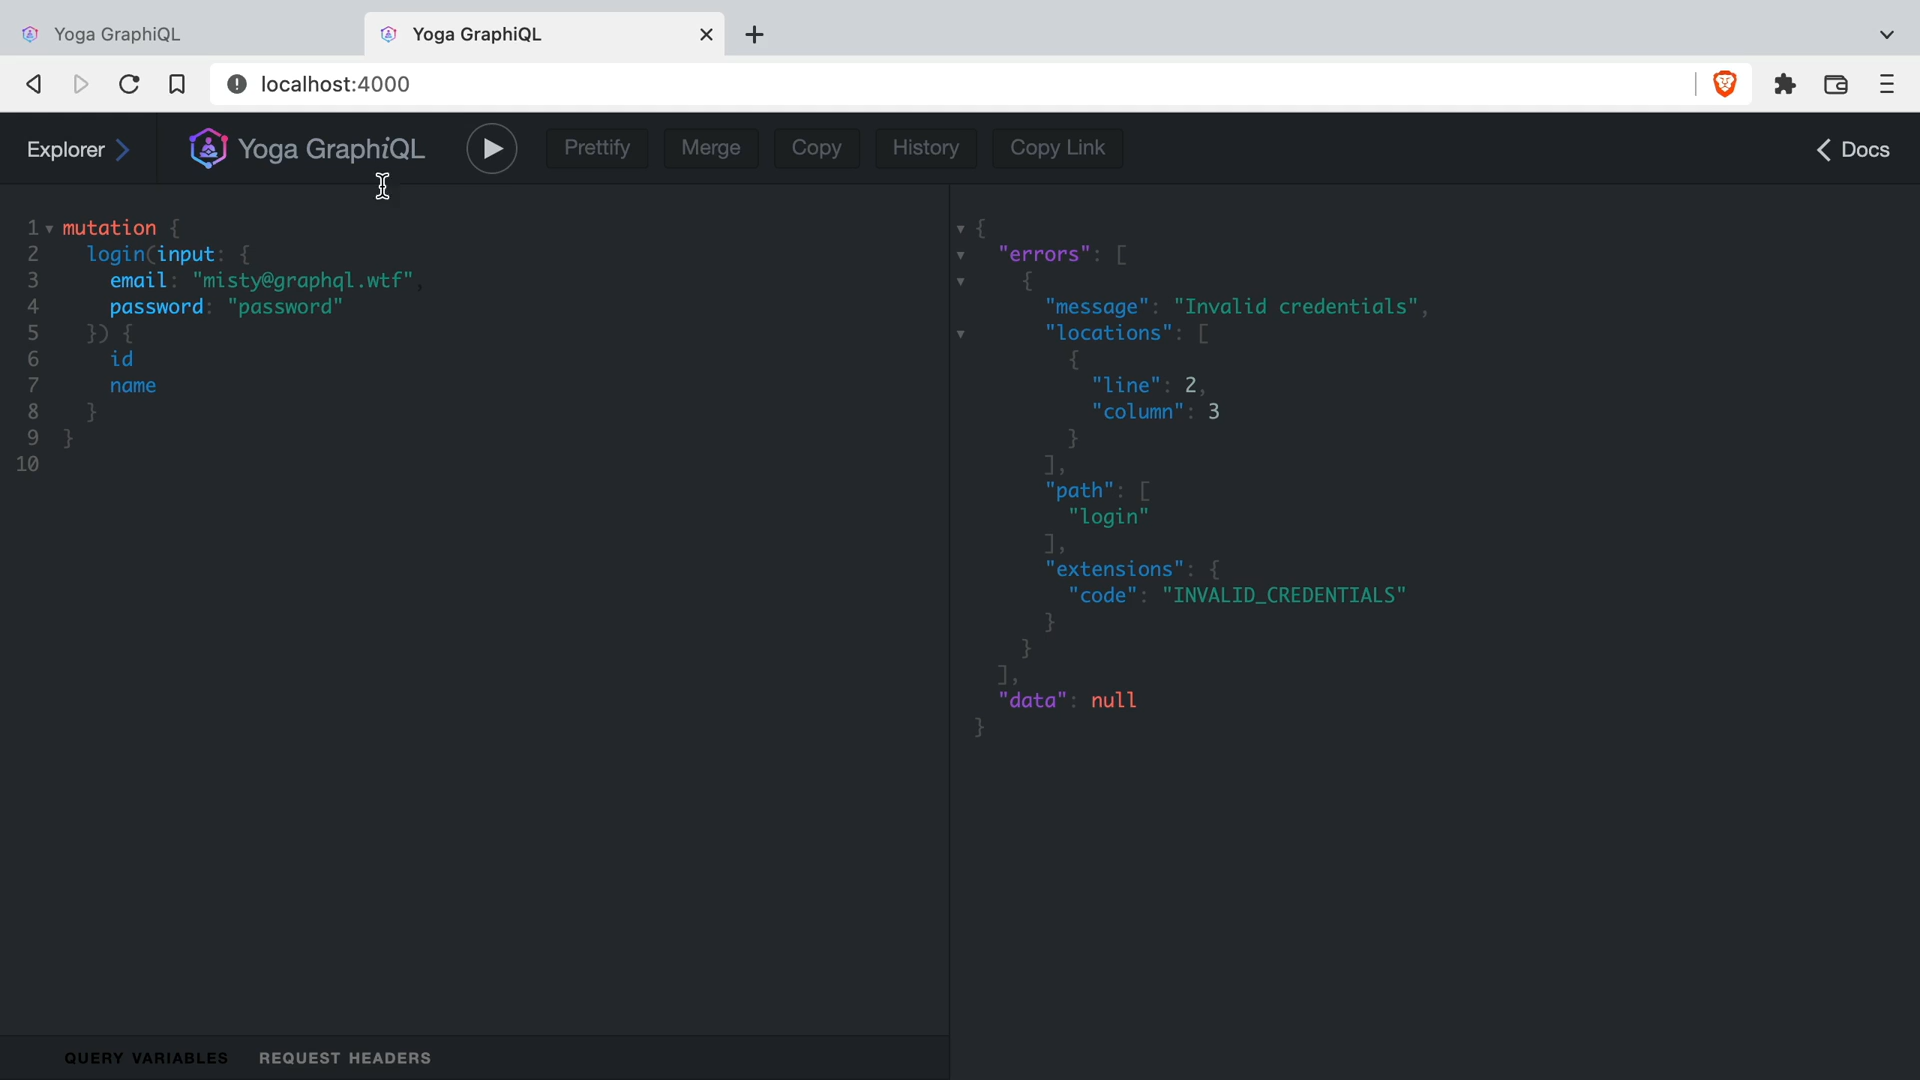 Yoga GraphiQL
Yoga GraphiQL
localhost:4000
Explorer
Yoga GraphiQL
Prettify
Merge
Copy
History
Copy Link
Docs
1 mutation {
2 login(input: {
3 email: "misty@graphql.wtf",
4 password: "password"
5 }) {
6 id
7 name
8 }
9 }
10
{
"errors": [
{
"message": "Invalid credentials",
"locations": [
{
"line": 2,
"column": 3
}
],
"path": [
"login"
],
"extensions": {
"code": "INVALID_CREDENTIALS"
}
}
],
"data": null
}
QUERY VARIABLES
REQUEST HEADERS